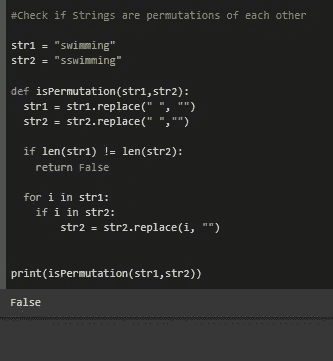 #Check if Strings are permutations of each other
str1 = "swimming"
str2 = "sswimming"
def isPermutation(str1,str2):
str1 = str1.replace(" ", "")
str2 = str2.replace(" ","")
if len(str1) != len(str2):
return False
for i in str1:
if i in str2:
str2 = str2.replace(i, "")
print(isPermutation(str1,str2))
False